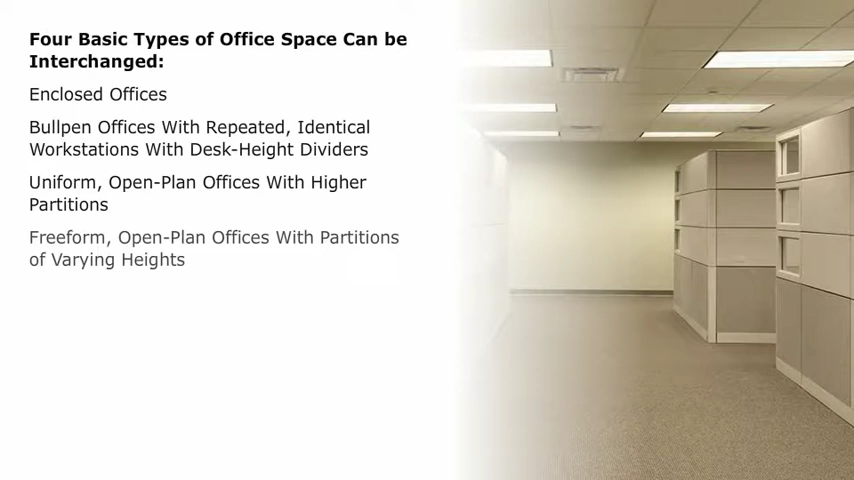 Four Basic Types of Office Space Can be
Interchanged:
Enclosed Offices
Bullpen Offices With Repeated, Identical
Workstations With Desk-Height Dividers
Uniform, Open-Plan Offices With Higher
Partitions
Freeform, Open-Plan Offices With Partitions
of Varying Heights